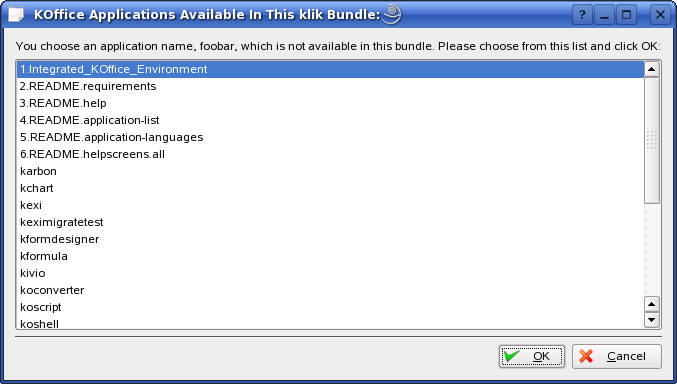 KOffice Applications Available In This klik Bundle:
?
You choose an application name, foobar, which is not available in this bundle. Please choose from this list and click OK:
1.Integrated_KOffice_Environment
2.README.requirements
3.README.help
4.README.application-list
5.README.application-languages
6.README.helpscreens.all
karbon
kchart
kexi
keximigratetest
kformdesigner
kformula
kivio
koconverter
koscript
koshell
OK
Cancel